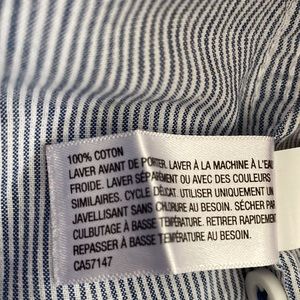 100% COTON
LAVER AVANT DE PORTER. LAVER À LA MACHINE À L'EAU
FROIDE. LAVER SÉPARÉMENT OU AVEC DES COULEURS
SIMILAIRES. CYCLE DÉLICAT. UTILISER UNIQUEMENT UN
JAVELLISANT SANS CHLORURE AU BESOIN. SÉCHER PAR
CULBUTAGE À BASSE TEMPÉRATURE. RETIRER RAPIDEMENT
REPASSER À BASSE TEMPÉRATURE AU BESOIN.
CA57147